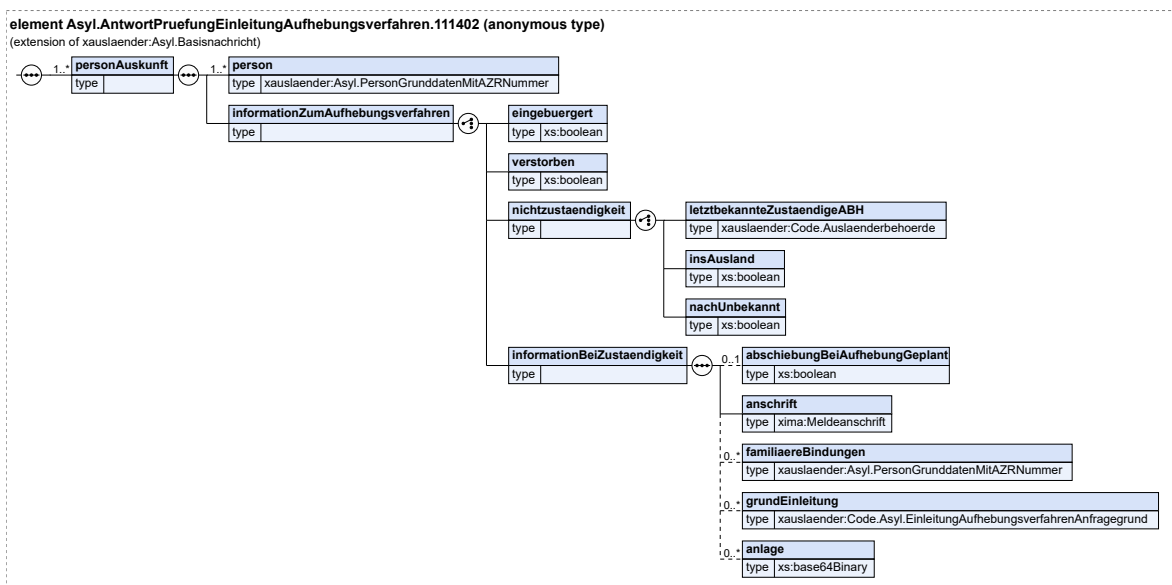 element Asyl.AntwortPruefungEinleitungAufhebungsverfahren.111402 (anonymous type)
(extension of xauslaender:Asyl.Basisnachricht)
1..* personAuskunft
type
1..* person
type xauslaender:Asyl.PersonGrunddatenMitAZRNummer
informationZumAufhebungsverfahren
type
eingebuergert
type xs:boolean
verstorben
type xs:boolean
nichtzustaendigkeit
type
letztbekannteZustaendigeABH
type xauslaender:Code.Auslaenderbehoerde
insAusland
type xs:boolean
nachUnbekannt
type xs:boolean
informationBeiZustaendigkeit
type
0..1 abschiebungBeiAufhebungGeplant
type xs:boolean
anschrift
type xima:Meldeanschrift
0..* familiaereBindungen
type xauslaender:Asyl.PersonGrunddatenMitAZRNummer
0..* grundEinleitung
type xauslaender:Code.Asyl.EinleitungAufhebungsverfahrenAnfragegrund
0..* anlage
type xs:base64Binary